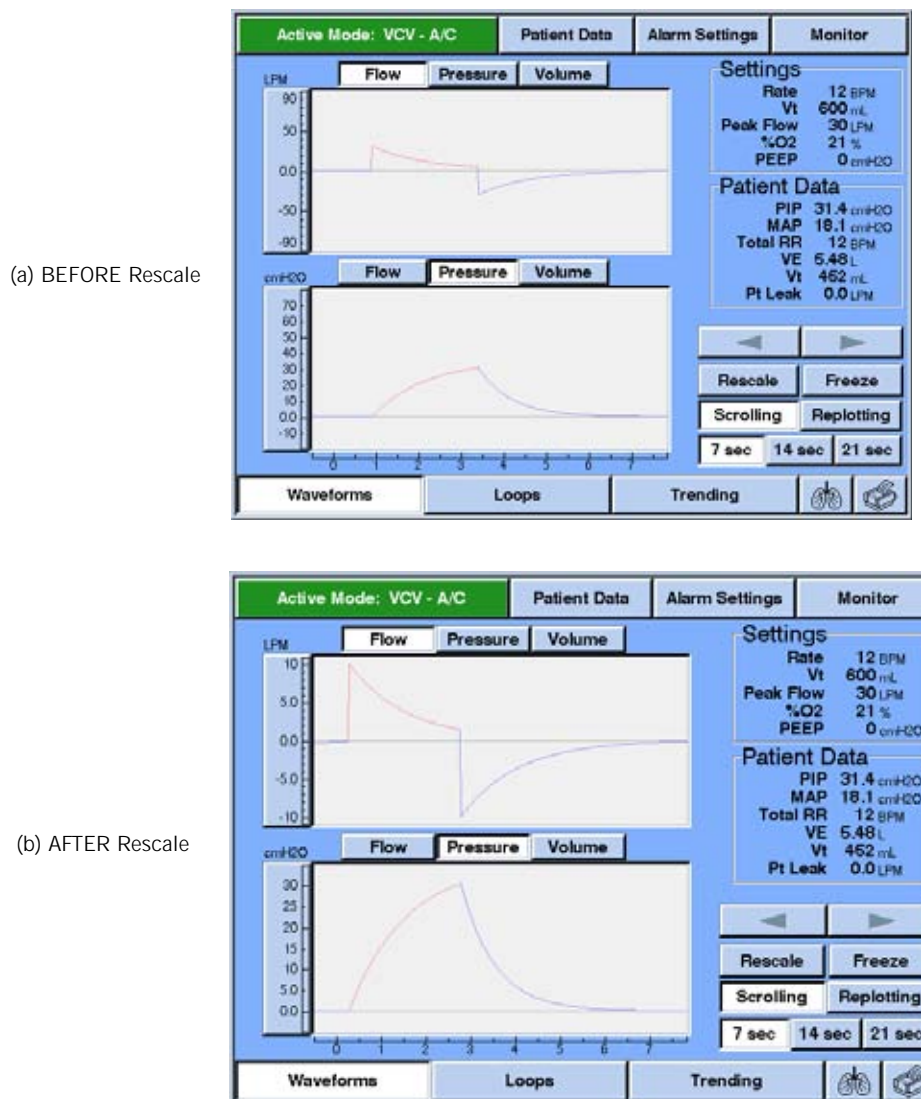 (a) BEFORE Rescale
Active Mode: VCV - A/C
Patient Data
Alarm Settings
Monitor
LPM
Flow
Pressure
Volume
90
50
0.0
-50
-90
Settings
Rate 12 BPM
Vt 600 mL
Peak Flow 30 LPM
%O2 21 %
PEEP 0 cmH2O
Patient Data
PIP 31.4 cmH2O
MAP 18.1 cmH2O
Total RR 12 BPM
VE 5.48 L
Vt 462 mL
Pt Leak 0.0 LPM
cmH2O
Flow
Pressure
Volume
70
60
50
40
30
20
10
0.0
-10
0 1 2 3 4 5 6 7
Rescale
Freeze
Scrolling
Replotting
7 sec
14 sec
21 sec
Waveforms
Loops
Trending
(b) AFTER Rescale
Active Mode: VCV - A/C
Patient Data
Alarm Settings
Monitor
LPM
Flow
Pressure
Volume
10
5.0
0.0
-5.0
-10
Settings
Rate 12 BPM
Vt 600 mL
Peak Flow 30 LPM
%O2 21 %
PEEP 0 cmH2O
Patient Data
PIP 31.4 cmH2O
MAP 18.1 cmH2O
Total RR 12 BPM
VE 5.48 L
Vt 462 mL
Pt Leak 0.0 LPM
cmH2O
Flow
Pressure
Volume
30
25
20
15
10
5.0
0.0
0 1 2 3 4 5 6 7
Rescale
Freeze
Scrolling
Replotting
7 sec
14 sec
21 sec
Waveforms
Loops
Trending